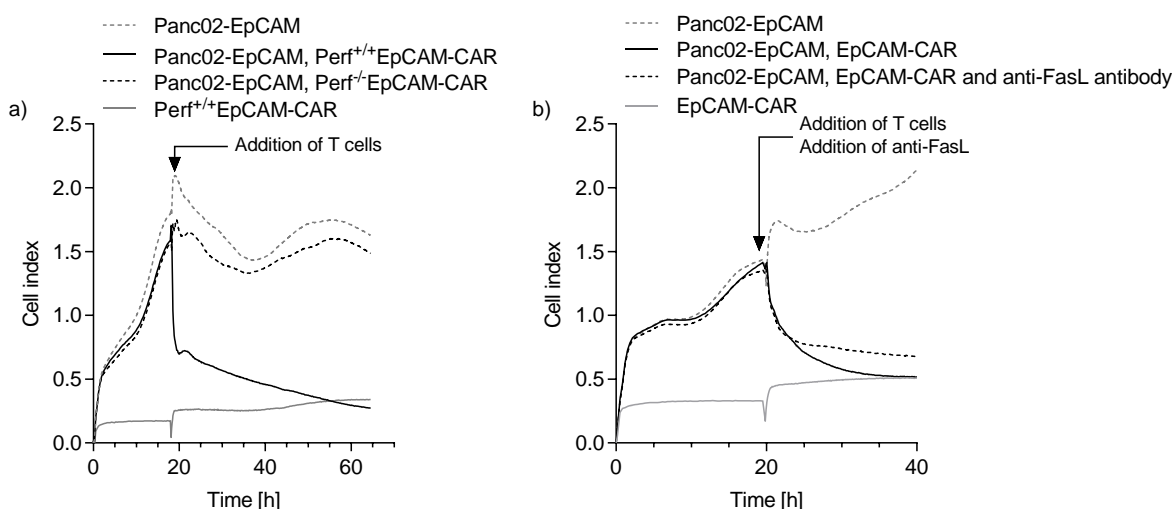 Panc02-EpCAM
Panc02-EpCAM, Perf+/+EpCAM-CAR
Panc02-EpCAM, Perf-/-EpCAM-CAR
Perf+/+EpCAM-CAR
a)
2.5
2.0
1.5
1.0
0.5
0.0
Cell index
Addition of T cells
0
20
40
60
Time [h]
Panc02-EpCAM
Panc02-EpCAM, EpCAM-CAR
Panc02-EpCAM, EpCAM-CAR and anti-FasL antibody
EpCAM-CAR
b)
2.5
2.0
1.5
1.0
0.5
0.0
Cell index
Addition of T cells
Addition of anti-FasL
0
20
40
Time [h]